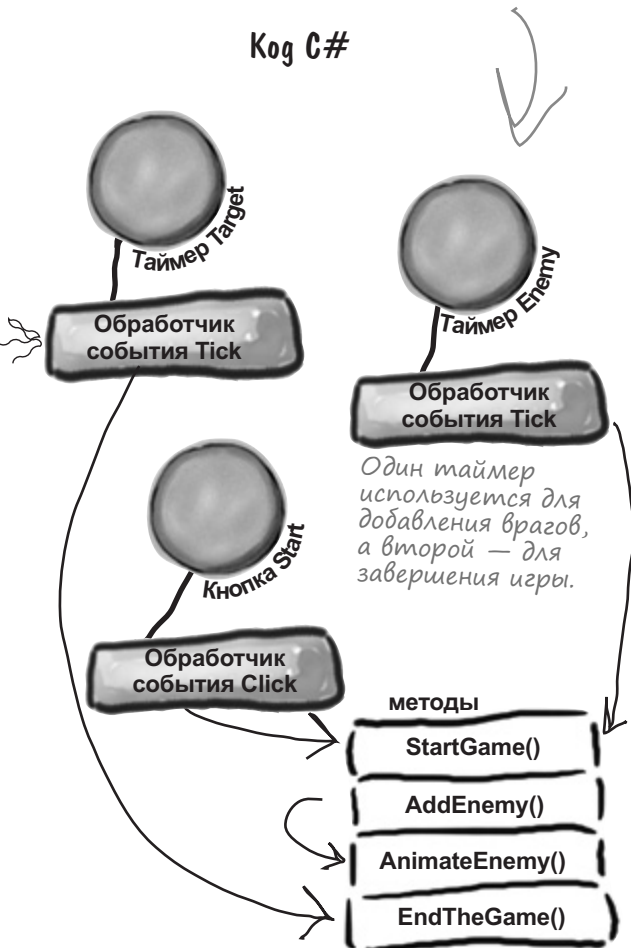 Код C#
Таймер Target
Обработчик
события Tick
Таймер Enemy
Обработчик
события Tick
Один таймер
используется для
добавления врагов,
а второй — для
завершения игры.
Кнопка Start
Обработчик
события Click
методы
StartGame()
AddEnemy()
AnimateEnemy()
EndTheGame()